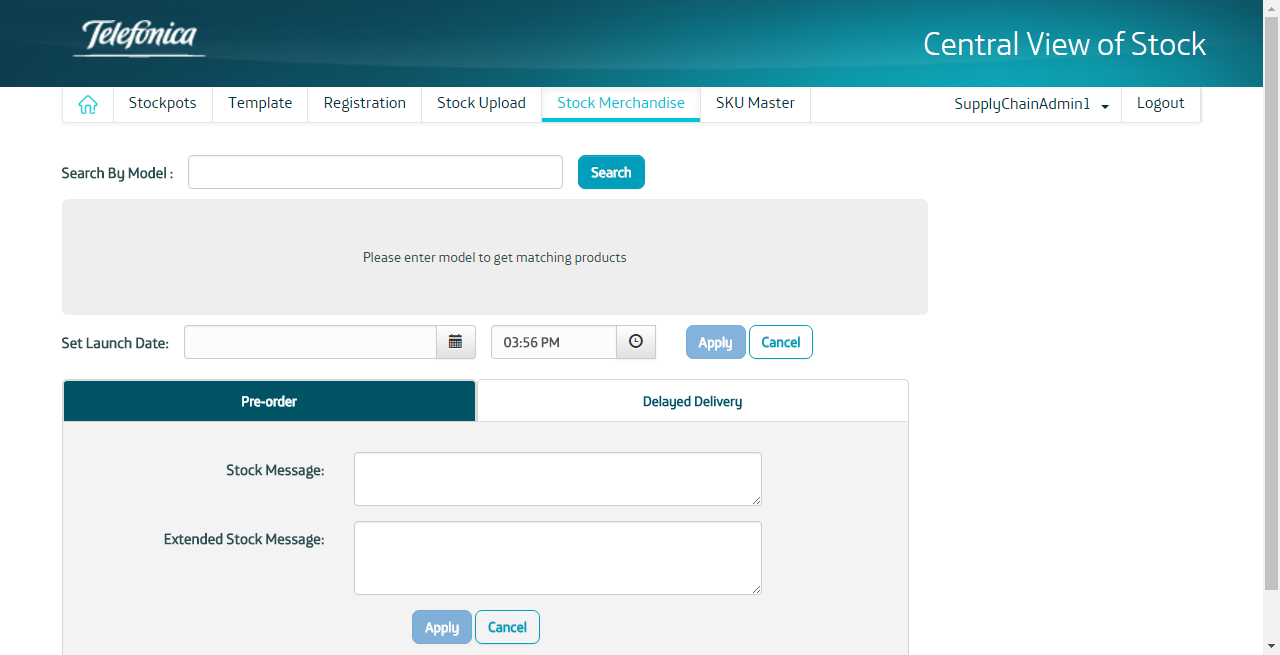 Telefónica
Central View of Stock
Stockpots Template Registration Stock Upload Stock Merchandise SKU Master SupplyChainAdmin1 Logout
Search By Model : Search
Please enter model to get matching products
Set Launch Date: 03:56 PM Apply Cancel
Pre-order Delayed Delivery
Stock Message:
Extended Stock Message:
Apply Cancel